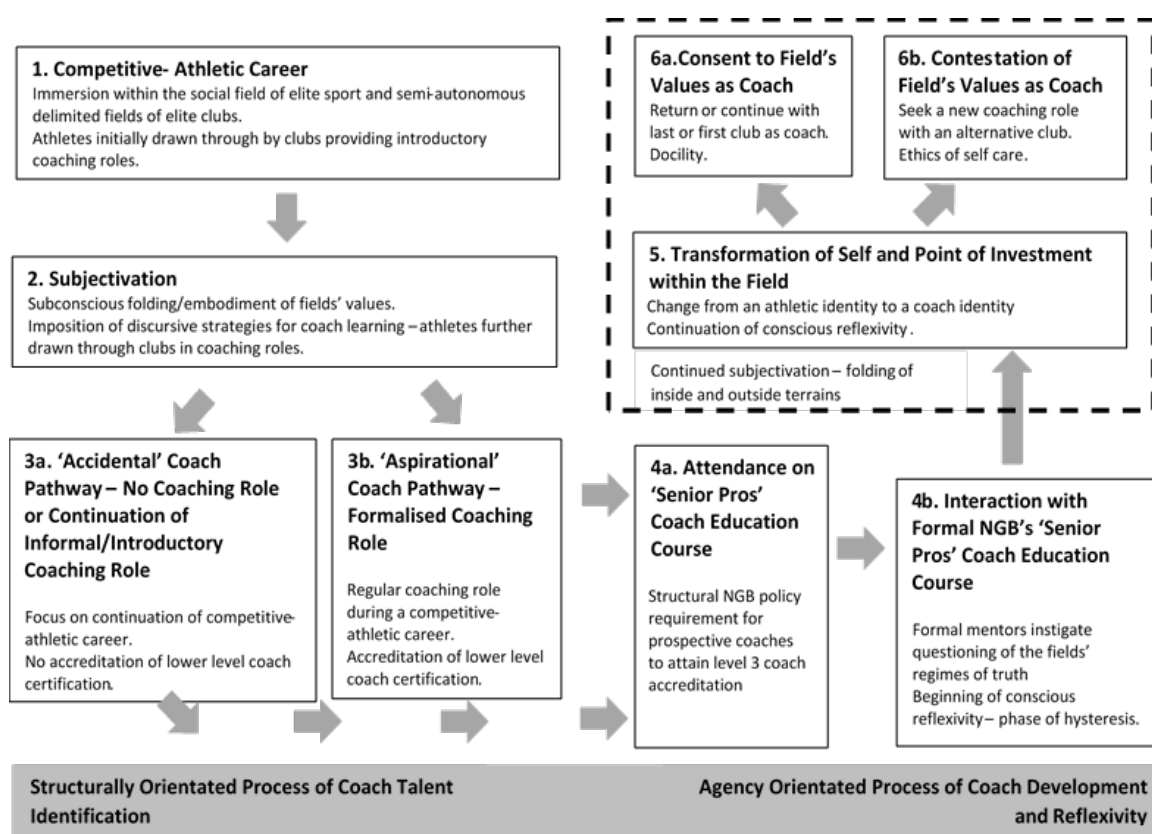 1. Competitive- Athletic Career
Immersion within the social field of elite sport and semi-autonomous
delimited fields of elite clubs.
Athletes initially drawn through by clubs providing introductory
coaching roles.
2. Subjectivation
Subconscious folding/embodiment of fields' values.
Imposition of discursive strategies for coach learning – athletes further
drawn through clubs in coaching roles.
3a. 'Accidental' Coach
Pathway – No Coaching Role
or Continuation of
Informal/Introductory
Coaching Role
Focus on continuation of competitive-
athletic career.
No accreditation of lower level coach
certification.
3b. 'Aspirational'
Coach Pathway –
Formalised Coaching
Role
Regular coaching role
during a competitive-
athletic career.
Accreditation of lower level
coach certification.
4a. Attendance on
'Senior Pros'
Coach Education
Course
Structural NGB policy
requirement for
prospective coaches
to attain level 3 coach
accreditation
4b. Interaction with
Formal NGB's 'Senior
Pros' Coach Education
Course
Formal mentors instigate
questioning of the fields'
regimes of truth
Beginning of conscious
reflexivity – phase of hysteresis.
5. Transformation of Self and Point of Investment
within the Field
Change from an athletic identity to a coach identity
Continuation of conscious reflexivity .
Continued subjectivation – folding of
inside and outside terrains
6a.Consent to Field's
Values as Coach
Return or continue with
last or first club as coach.
Docility.
6b. Contestation of
Field's Values as Coach
Seek a new coaching role
with an alternative club.
Ethics of self care.
Structurally Orientated Process of Coach Talent
Identification
Agency Orientated Process of Coach Development
and Reflexivity